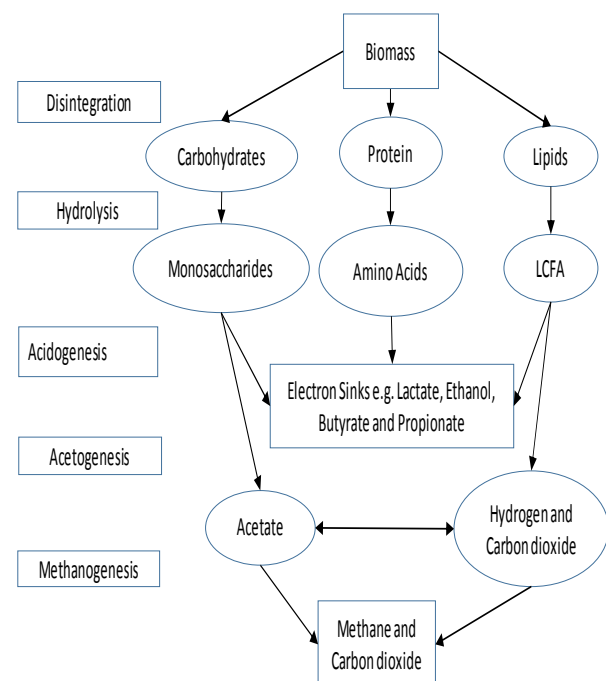 Biomass
Disintegration
Carbohydrates
Protein
Lipids
Hydrolysis
Monosaccharides
Amino Acids
LCFA
Acidogenesis
Electron Sinks e.g. Lactate, Ethanol,
Butyrate and Propionate
Acetogenesis
Acetate
Hydrogen and
Carbon dioxide
Methanogenesis
Methane and
Carbon dioxide